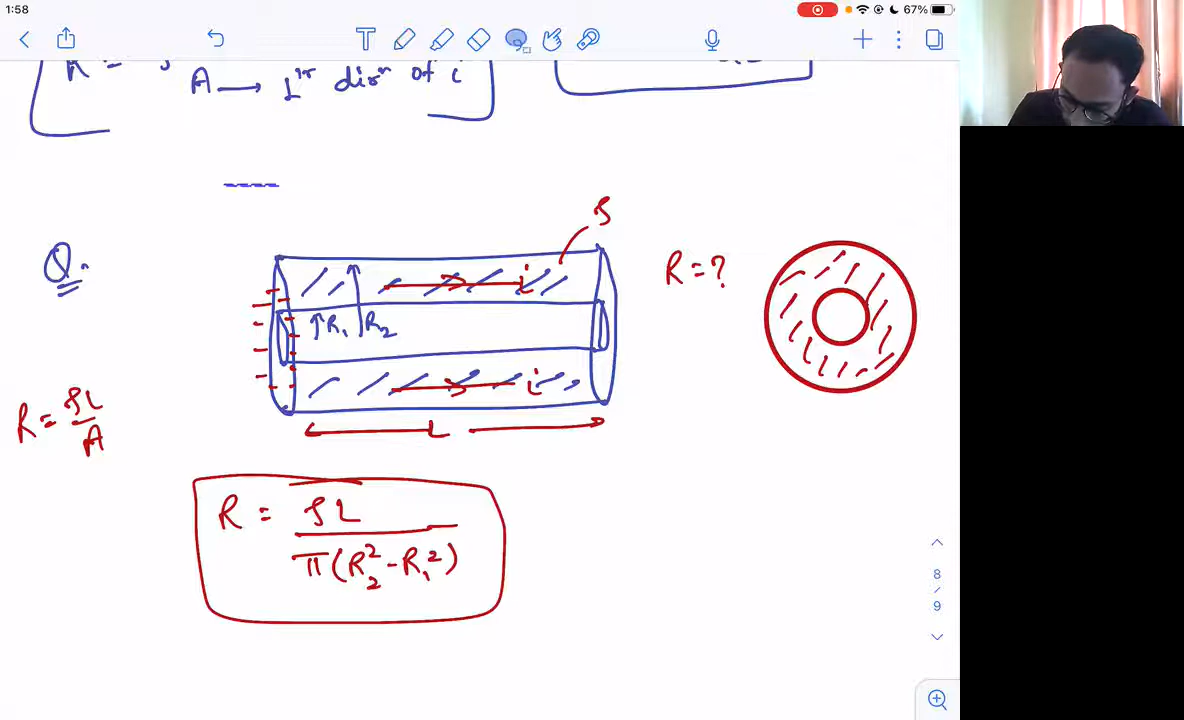 1:58
67%
A → ⊥ʳ dirⁿ of i
Q.
ρ
R = ?
i
R₁
R₂
i
R = ρL/A
L
R = ρL / π(R₂² - R₁²)
8
/
9